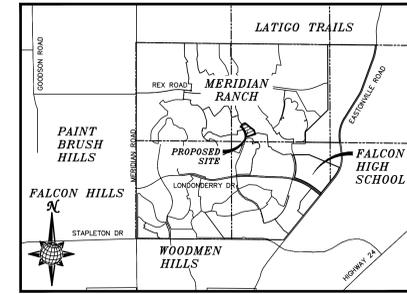 LATIGO TRAILS
GOODSON ROAD
REX ROAD
MERIDIAN
RANCH
EASTONVILLE ROAD
PAINT
BRUSH
HILLS
MERIDIAN ROAD
PROPOSED
SITE
FALCON
HIGH
SCHOOL
FALCON HILLS
LONDONDERRY DR.
N
STAPLETON DR
WOODMEN
HILLS
HIGHWAY 24